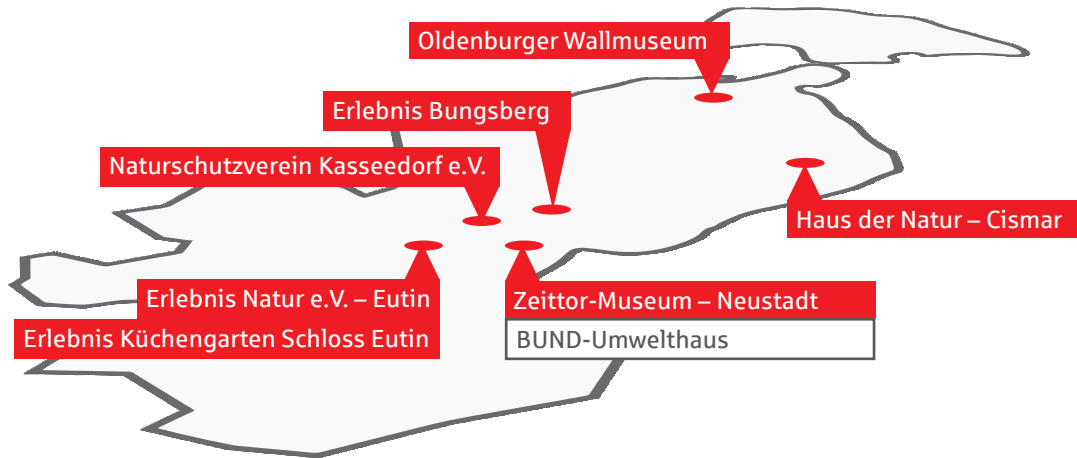 Oldenburger Wallmuseum
Erlebnis Bungsberg
Naturschutzverein Kasseedorf e.V.
Haus der Natur – Cismar
Erlebnis Natur e.V. – Eutin
Erlebnis Küchengarten Schloss Eutin
Zeittor-Museum – Neustadt
BUND-Umwelthaus